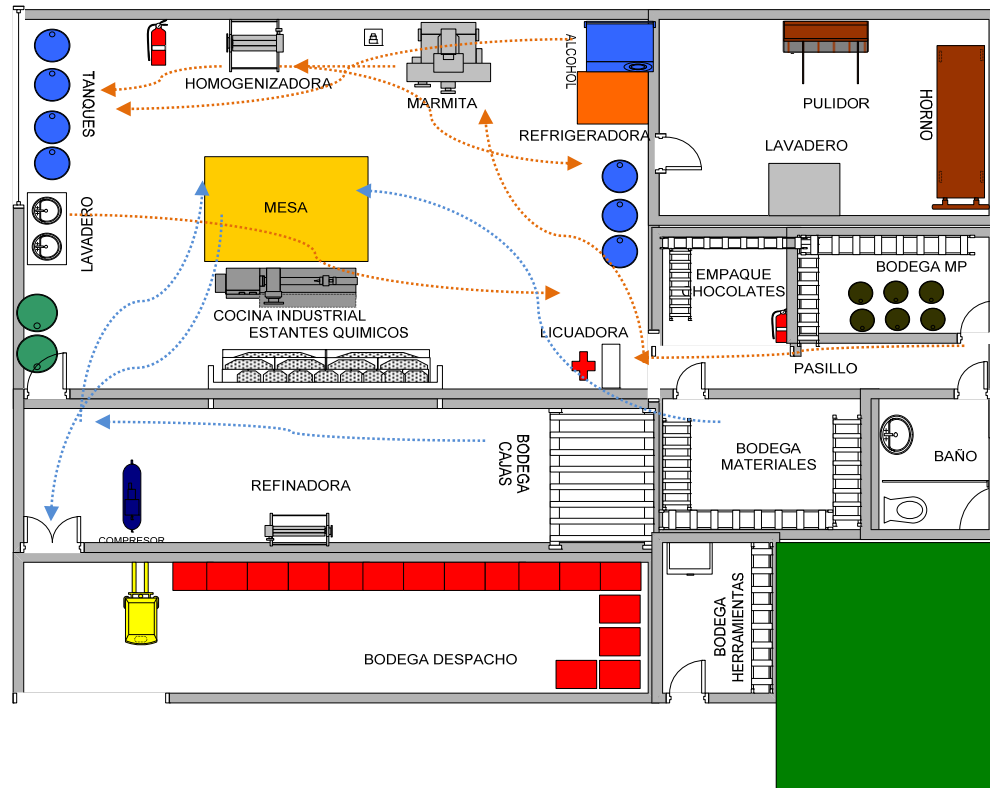 TANQUES
HOMOGENIZADORA
MARMITA
ALCOHOL
REFRIGERADORA
PULIDOR
HORNO
LAVADERO
LAVADERO
MESA
COCINA INDUSTRIAL
ESTANTES QUIMICOS
LICUADORA
EMPAQUE
CHOCOLATES
BODEGA MP
PASILLO
BODEGA
CAJAS
BODEGA
MATERIALES
BAÑO
REFINADORA
COMPRESOR
BODEGA DESPACHO
BODEGA
HERRAMIENTAS